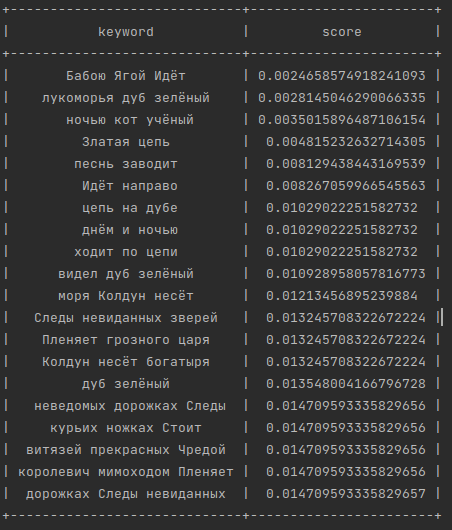 +-----------------------------+-----------------------+
| keyword | score |
+-----------------------------+-----------------------+
| Бабою Ягой Идёт | 0.0024658574918241093 |
| лукоморья дуб зелёный | 0.0028145046290066335 |
| ночью кот учёный | 0.0035015896487106154 |
| Златая цепь | 0.004815232632714305 |
| песнь заводит | 0.008129438443169539 |
| Идёт направо | 0.008267059966545563 |
| цепь на дубе | 0.01029022251582732 |
| днём и ночью | 0.01029022251582732 |
| ходит по цепи | 0.01029022251582732 |
| видел дуб зелёный | 0.010928958057816773 |
| моря Колдун несёт | 0.01213456895239884 |
| Следы невиданных зверей | 0.013245708322672224 |
| Пленяет грозного царя | 0.013245708322672224 |
| Колдун несёт богатыря | 0.013245708322672224 |
| дуб зелёный | 0.013548004166796728 |
| неведомых дорожках Следы | 0.014709593335829656 |
| курьих ножках Стоит | 0.014709593335829656 |
| витязей прекрасных Чредой | 0.014709593335829656 |
| королевич мимоходом Пленяет | 0.014709593335829656 |
| дорожках Следы невиданных | 0.014709593335829657 |
+-----------------------------+-----------------------+